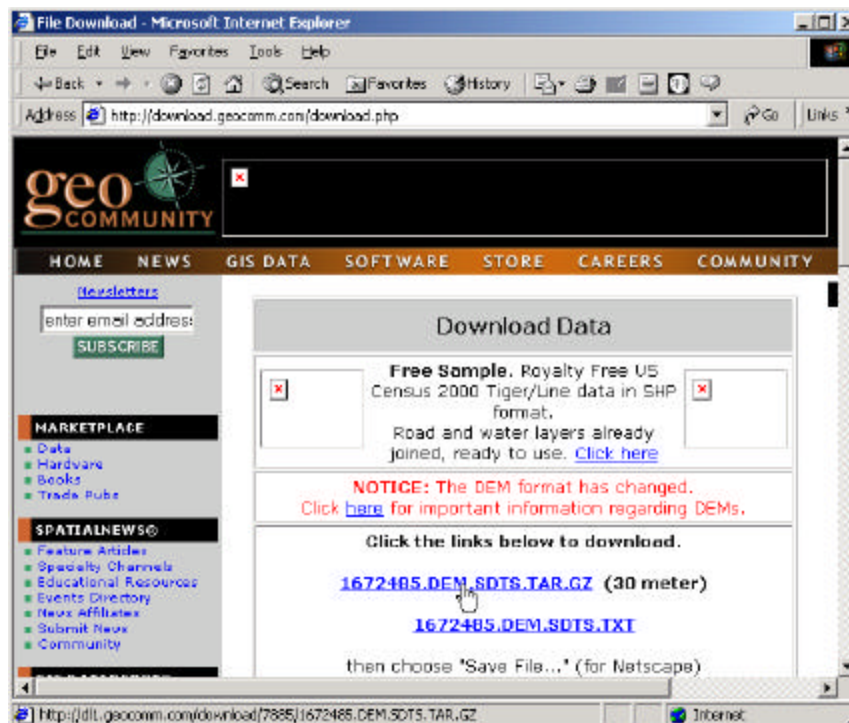 File Download - Microsoft Internet Explorer
File Edit View Favorites Tools Help
Back Search Favorites History
Address http://download.geocomm.com/download.php Go Links
geo
COMMUNITY
HOME NEWS GIS DATA SOFTWARE STORE CAREERS COMMUNITY
Newsletters
enter email addres
SUBSCRIBE
MARKETPLACE
Data
Hardware
Books
Trade Pubs
SPATIALNEWS®
Feature Articles
Specialty Channels
Educational Resources
Events Directory
News Affiliates
Submit News
Community
Download Data
Free Sample. Royalty Free US
Census 2000 Tiger/Line data in SHP
format.
Road and water layers already
joined, ready to use. Click here
NOTICE: The DEM format has changed.
Click here for important information regarding DEMs.
Click the links below to download.
1672485.DEM.SDTS.TAR.GZ (30 meter)
1672485.DEM.SDTS.TXT
then choose "Save File..." (for Netscape)
http://dl1.geocomm.com/download/7885/1672485.DEM.SDTS.TAR.GZ Internet